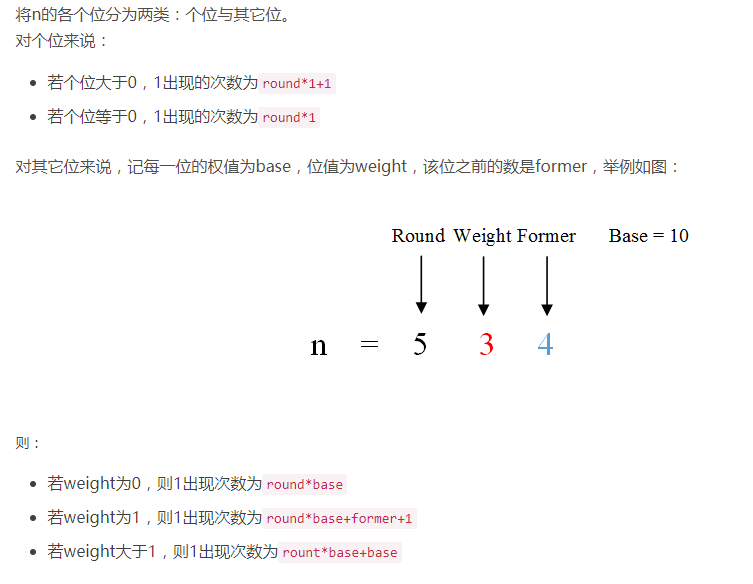 将n的各个位分为两类：个位与其它位。
对个位来说：
若个位大于0，1出现的次数为round*1+1
若个位等于0，1出现的次数为round*1
对其它位来说，记每一位的权值为base，位值为weight，该位之前的数是former，举例如图：
Round Weight Former Base = 10
n = 5 3 4
则：
若weight为0，则1出现次数为round*base
若weight为1，则1出现次数为round*base+former+1
若weight大于1，则1出现次数为rount*base+base